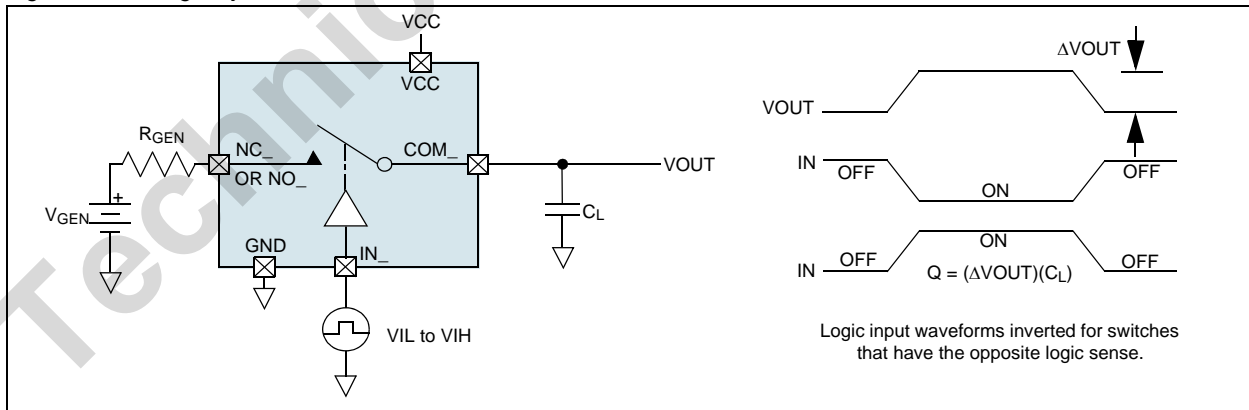 VCC
VCC
RGEN
NC_
OR NO_
COM_
VOUT
VGEN
+
CL
GND
IN_
VIL to VIH
ΔVOUT
VOUT
IN
OFF
ON
OFF
IN
OFF
ON
OFF
Q = (ΔVOUT)(CL)
Logic input waveforms inverted for switches
that have the opposite logic sense.
Technic